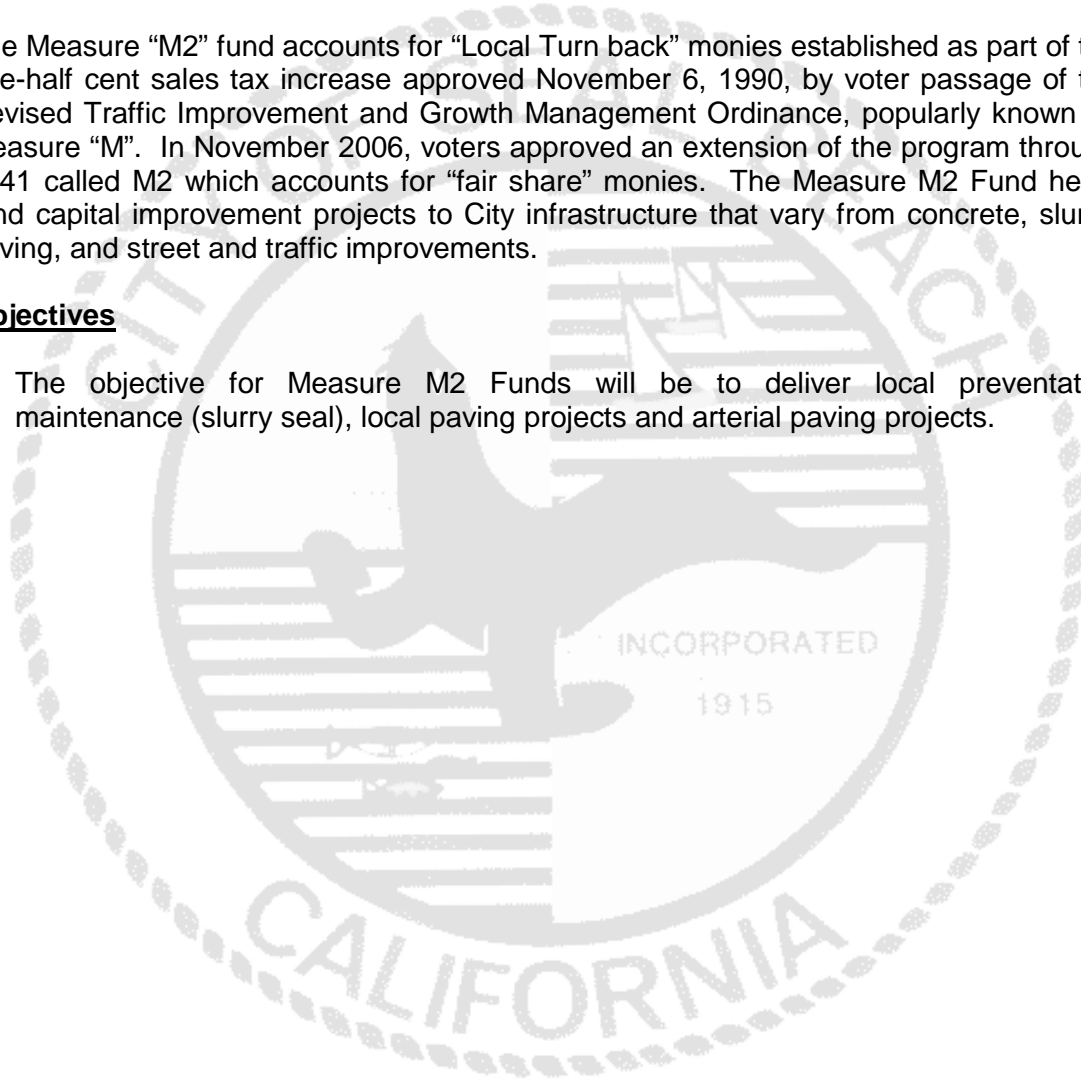 e Measure “M2” fund accounts for “Local Turn back” monies established as part of t
e-half cent sales tax increase approved November 6, 1990, by voter passage of t
evised Traffic Improvement and Growth Management Ordinance, popularly known
easure “M”. In November 2006, voters approved an extension of the program throu
41 called M2 which accounts for “fair share” monies. The Measure M2 Fund he
nd capital improvement projects to City infrastructure that vary from concrete, slur
ving, and street and traffic improvements.
bjectives
The objective for Measure M2 Funds will be to deliver local preventat
maintenance (slurry seal), local paving projects and arterial paving projects.
CITY OF SEAL BEACH
INCORPORATED
1915
CALIFORNIA